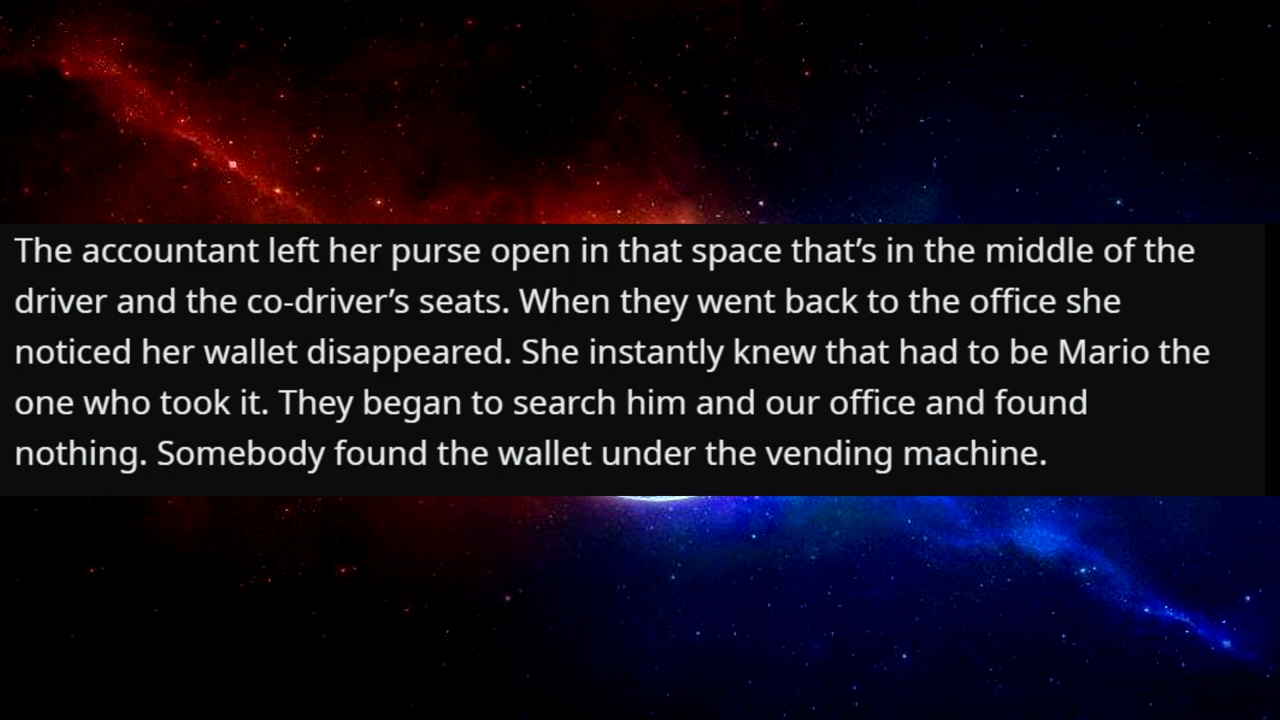 The accountant left her purse open in that space that’s in the middle of the
driver and the co-driver’s seats. When they went back to the office she
noticed her wallet disappeared. She instantly knew that had to be Mario the
one who took it. They began to search him and our office and found
nothing. Somebody found the wallet under the vending machine.